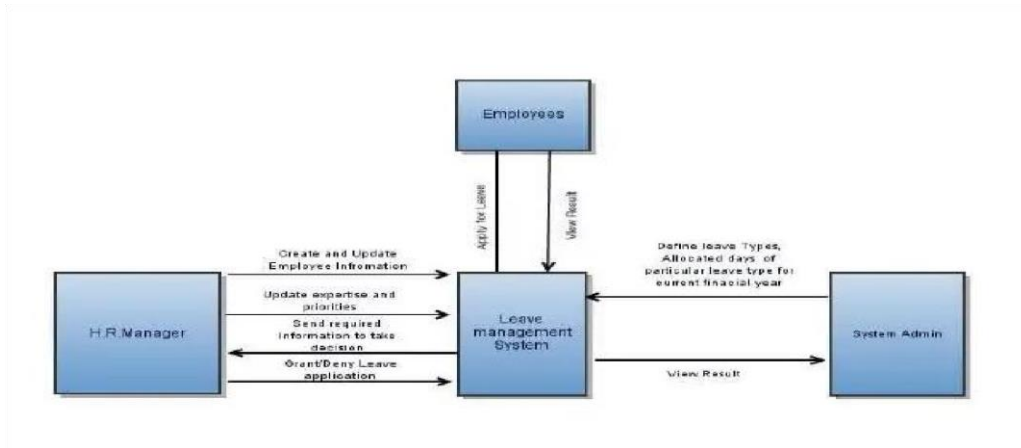 Employees
Apply for Leave
View Result
Create and Update
Employee Infromation
Update expertise and
priorities
Send required
information to take
decision
Grant/Deny Leave
application
H.R.Manager
Leave
management
System
Define leave Types,
Allocated days of
particular leave type for
current finacial year
View Result
System Admin